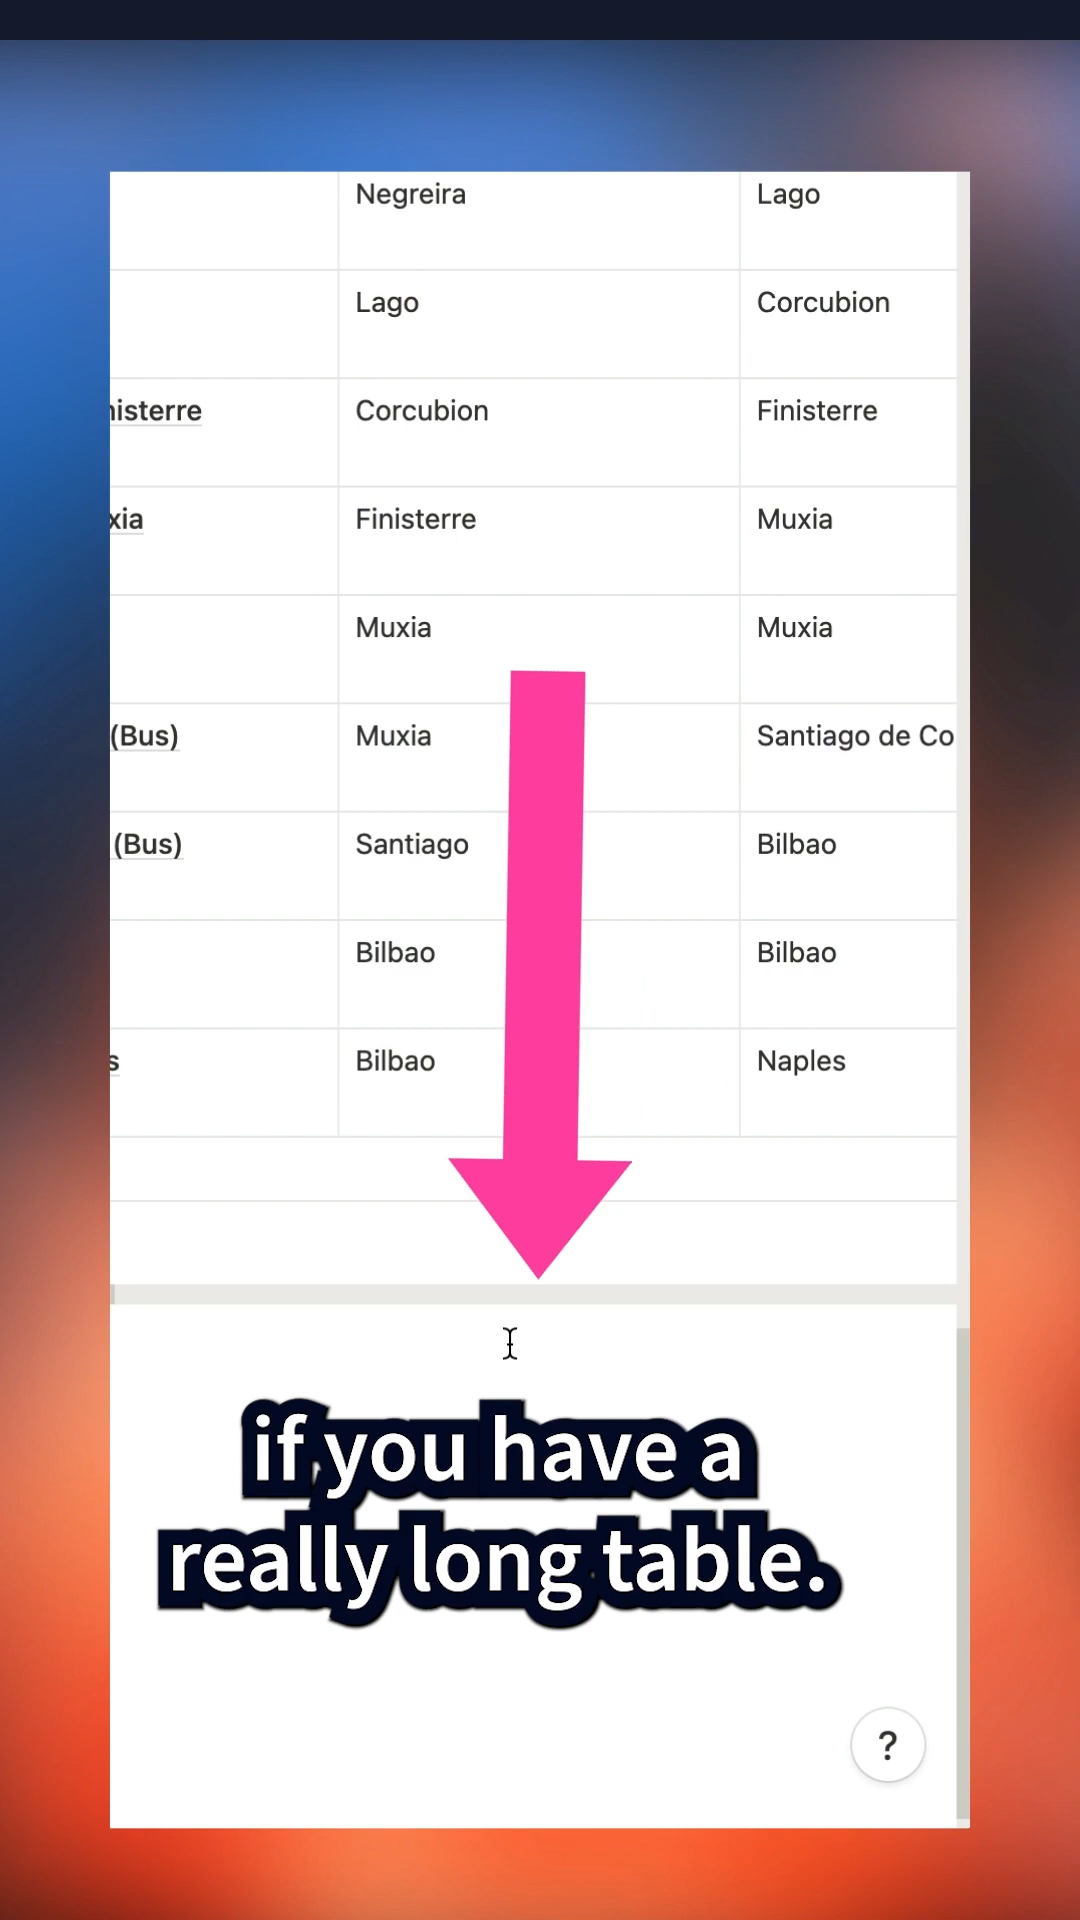 Negreira Lago
Lago Corcubion
nisterre Corcubion Finisterre
xia Finisterre Muxia
Muxia Muxia
(Bus) Muxia Santiago de Co
(Bus) Santiago Bilbao
Bilbao Bilbao
s Bilbao Naples
if you have a
really long table.
?